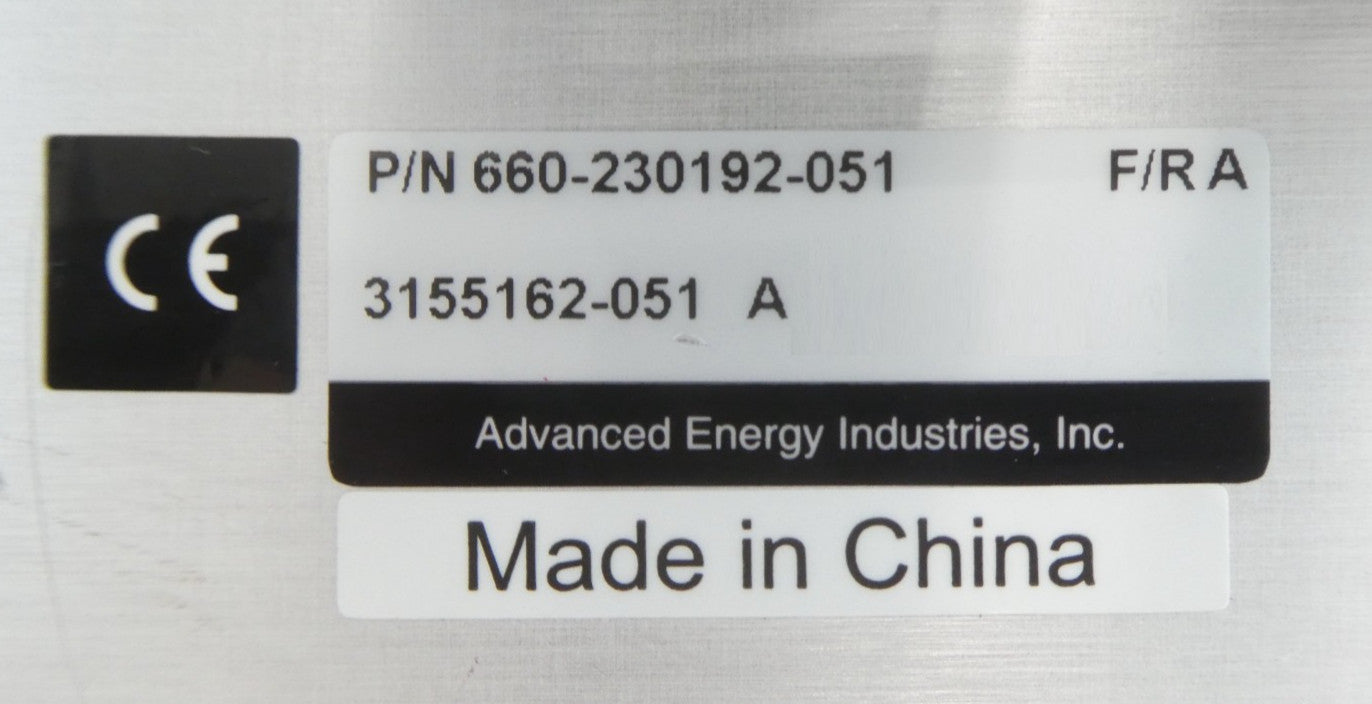 CE
P/N 660-230192-051 F/R A
3155162-051 A
Advanced Energy Industries, Inc.
Made in China